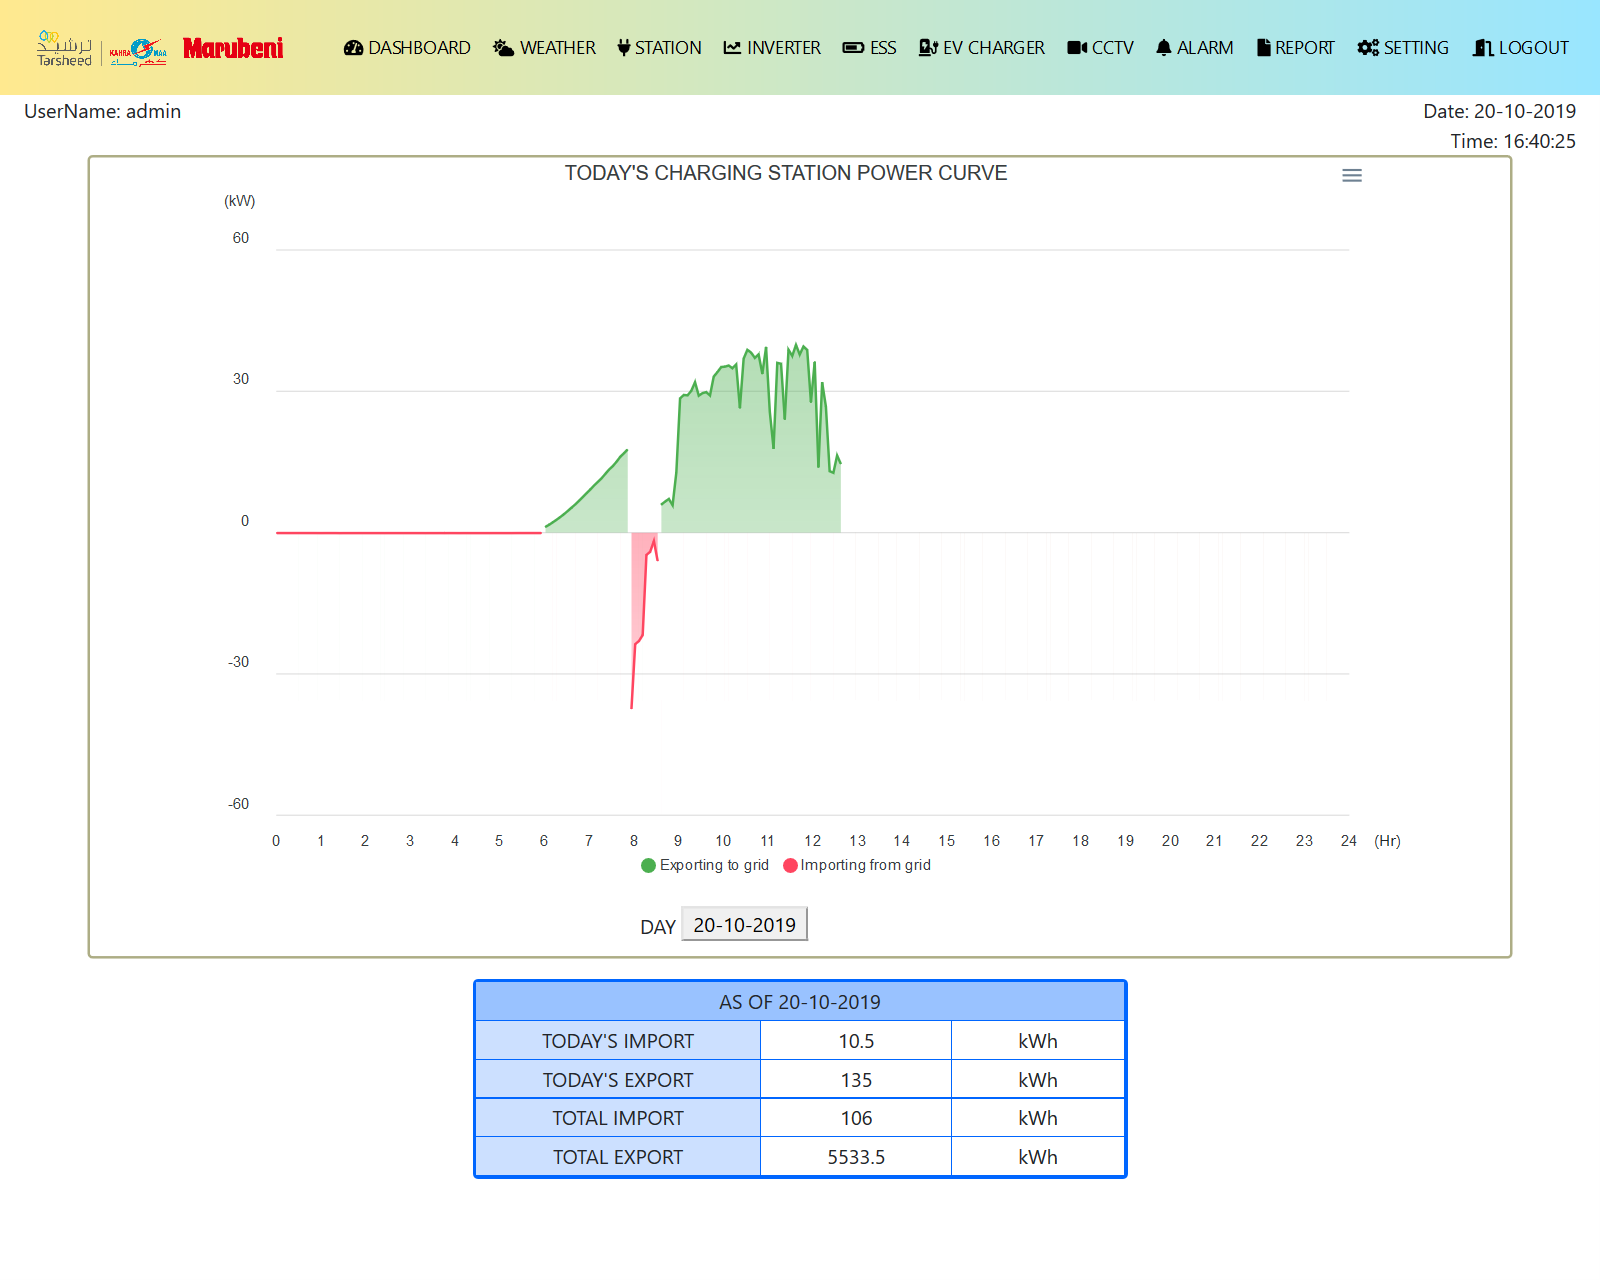 ترشيد
Tarsheed
KAHRA MAA
كهرماء
Marubeni
DASHBOARD WEATHER STATION INVERTER ESS EV CHARGER CCTV ALARM REPORT SETTING LOGOUT
UserName: admin
Date: 20-10-2019
Time: 16:40:25
TODAY'S CHARGING STATION POWER CURVE
(kW)
60
30
0
-30
-60
0 1 2 3 4 5 6 7 8 9 10 11 12 13 14 15 16 17 18 19 20 21 22 23 24 (Hr)
Exporting to grid Importing from grid
DAY 20-10-2019
AS OF 20-10-2019
TODAY'S IMPORT 10.5 kWh
TODAY'S EXPORT 135 kWh
TOTAL IMPORT 106 kWh
TOTAL EXPORT 5533.5 kWh